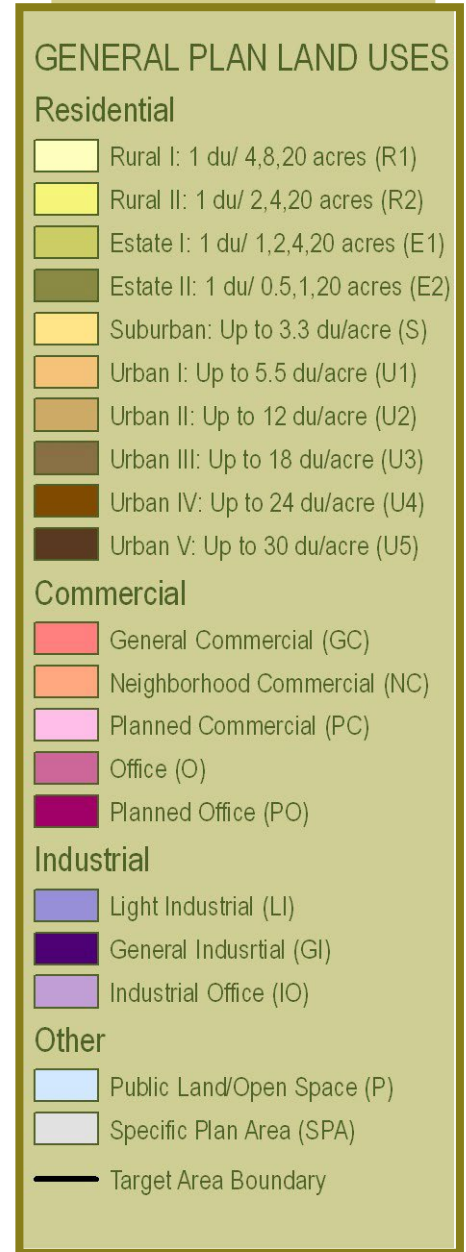 GENERAL PLAN LAND USES
Residential
Rural I: 1 du/ 4,8,20 acres (R1)
Rural II: 1 du/ 2,4,20 acres (R2)
Estate I: 1 du/ 1,2,4,20 acres (E1)
Estate II: 1 du/ 0.5,1,20 acres (E2)
Suburban: Up to 3.3 du/acre (S)
Urban I: Up to 5.5 du/acre (U1)
Urban II: Up to 12 du/acre (U2)
Urban III: Up to 18 du/acre (U3)
Urban IV: Up to 24 du/acre (U4)
Urban V: Up to 30 du/acre (U5)
Commercial
General Commercial (GC)
Neighborhood Commercial (NC)
Planned Commercial (PC)
Office (O)
Planned Office (PO)
Industrial
Light Industrial (LI)
General Indusrtial (GI)
Industrial Office (IO)
Other
Public Land/Open Space (P)
Specific Plan Area (SPA)
Target Area Boundary